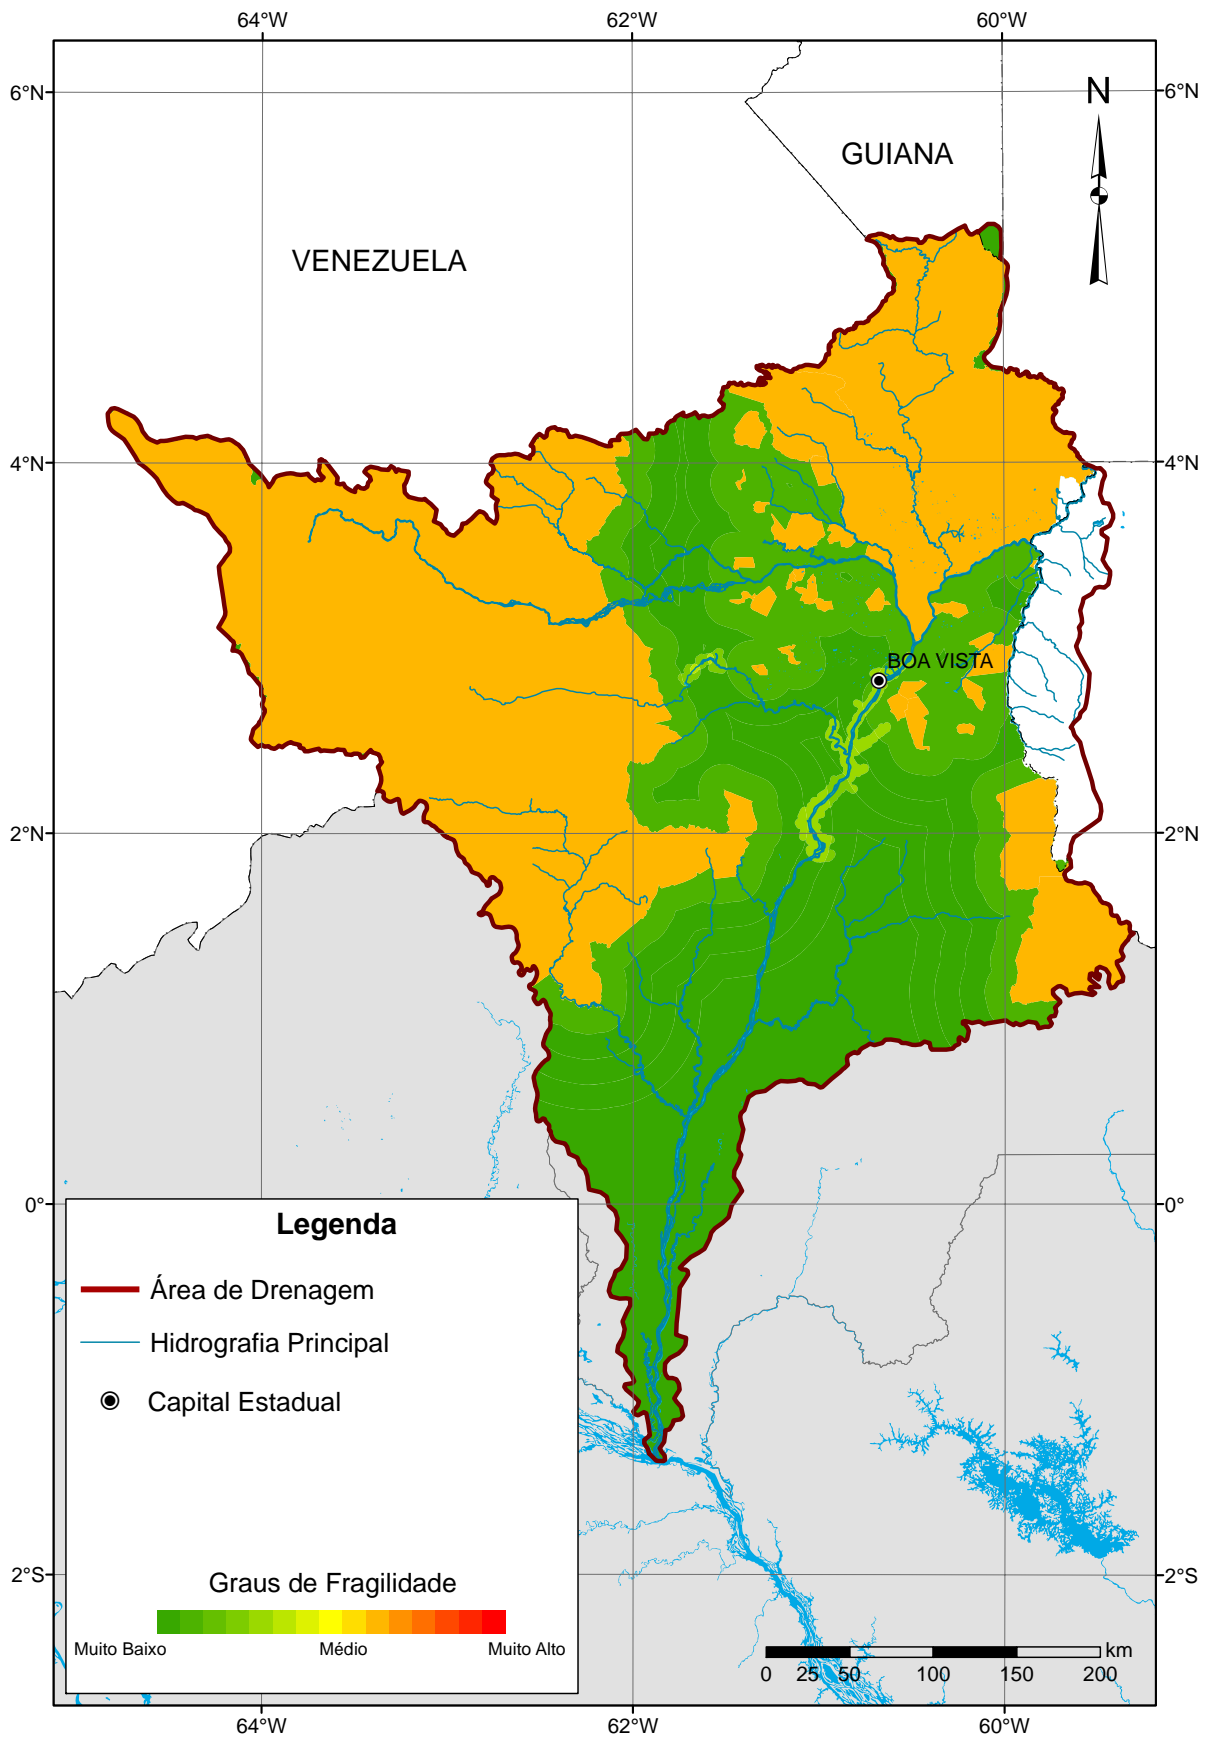 64°W 62°W 60°W
6°N 6°N
N
GUIANA
VENEZUELA
4°N 4°N
BOA VISTA
2°N 2°N
0° 0°
Legenda
Área de Drenagem
Hidrografia Principal
Capital Estadual
Graus de Fragilidade
Muito Baixo Médio Muito Alto
2°S 2°S
km
0 25 50 100 150 200
64°W 62°W 60°W